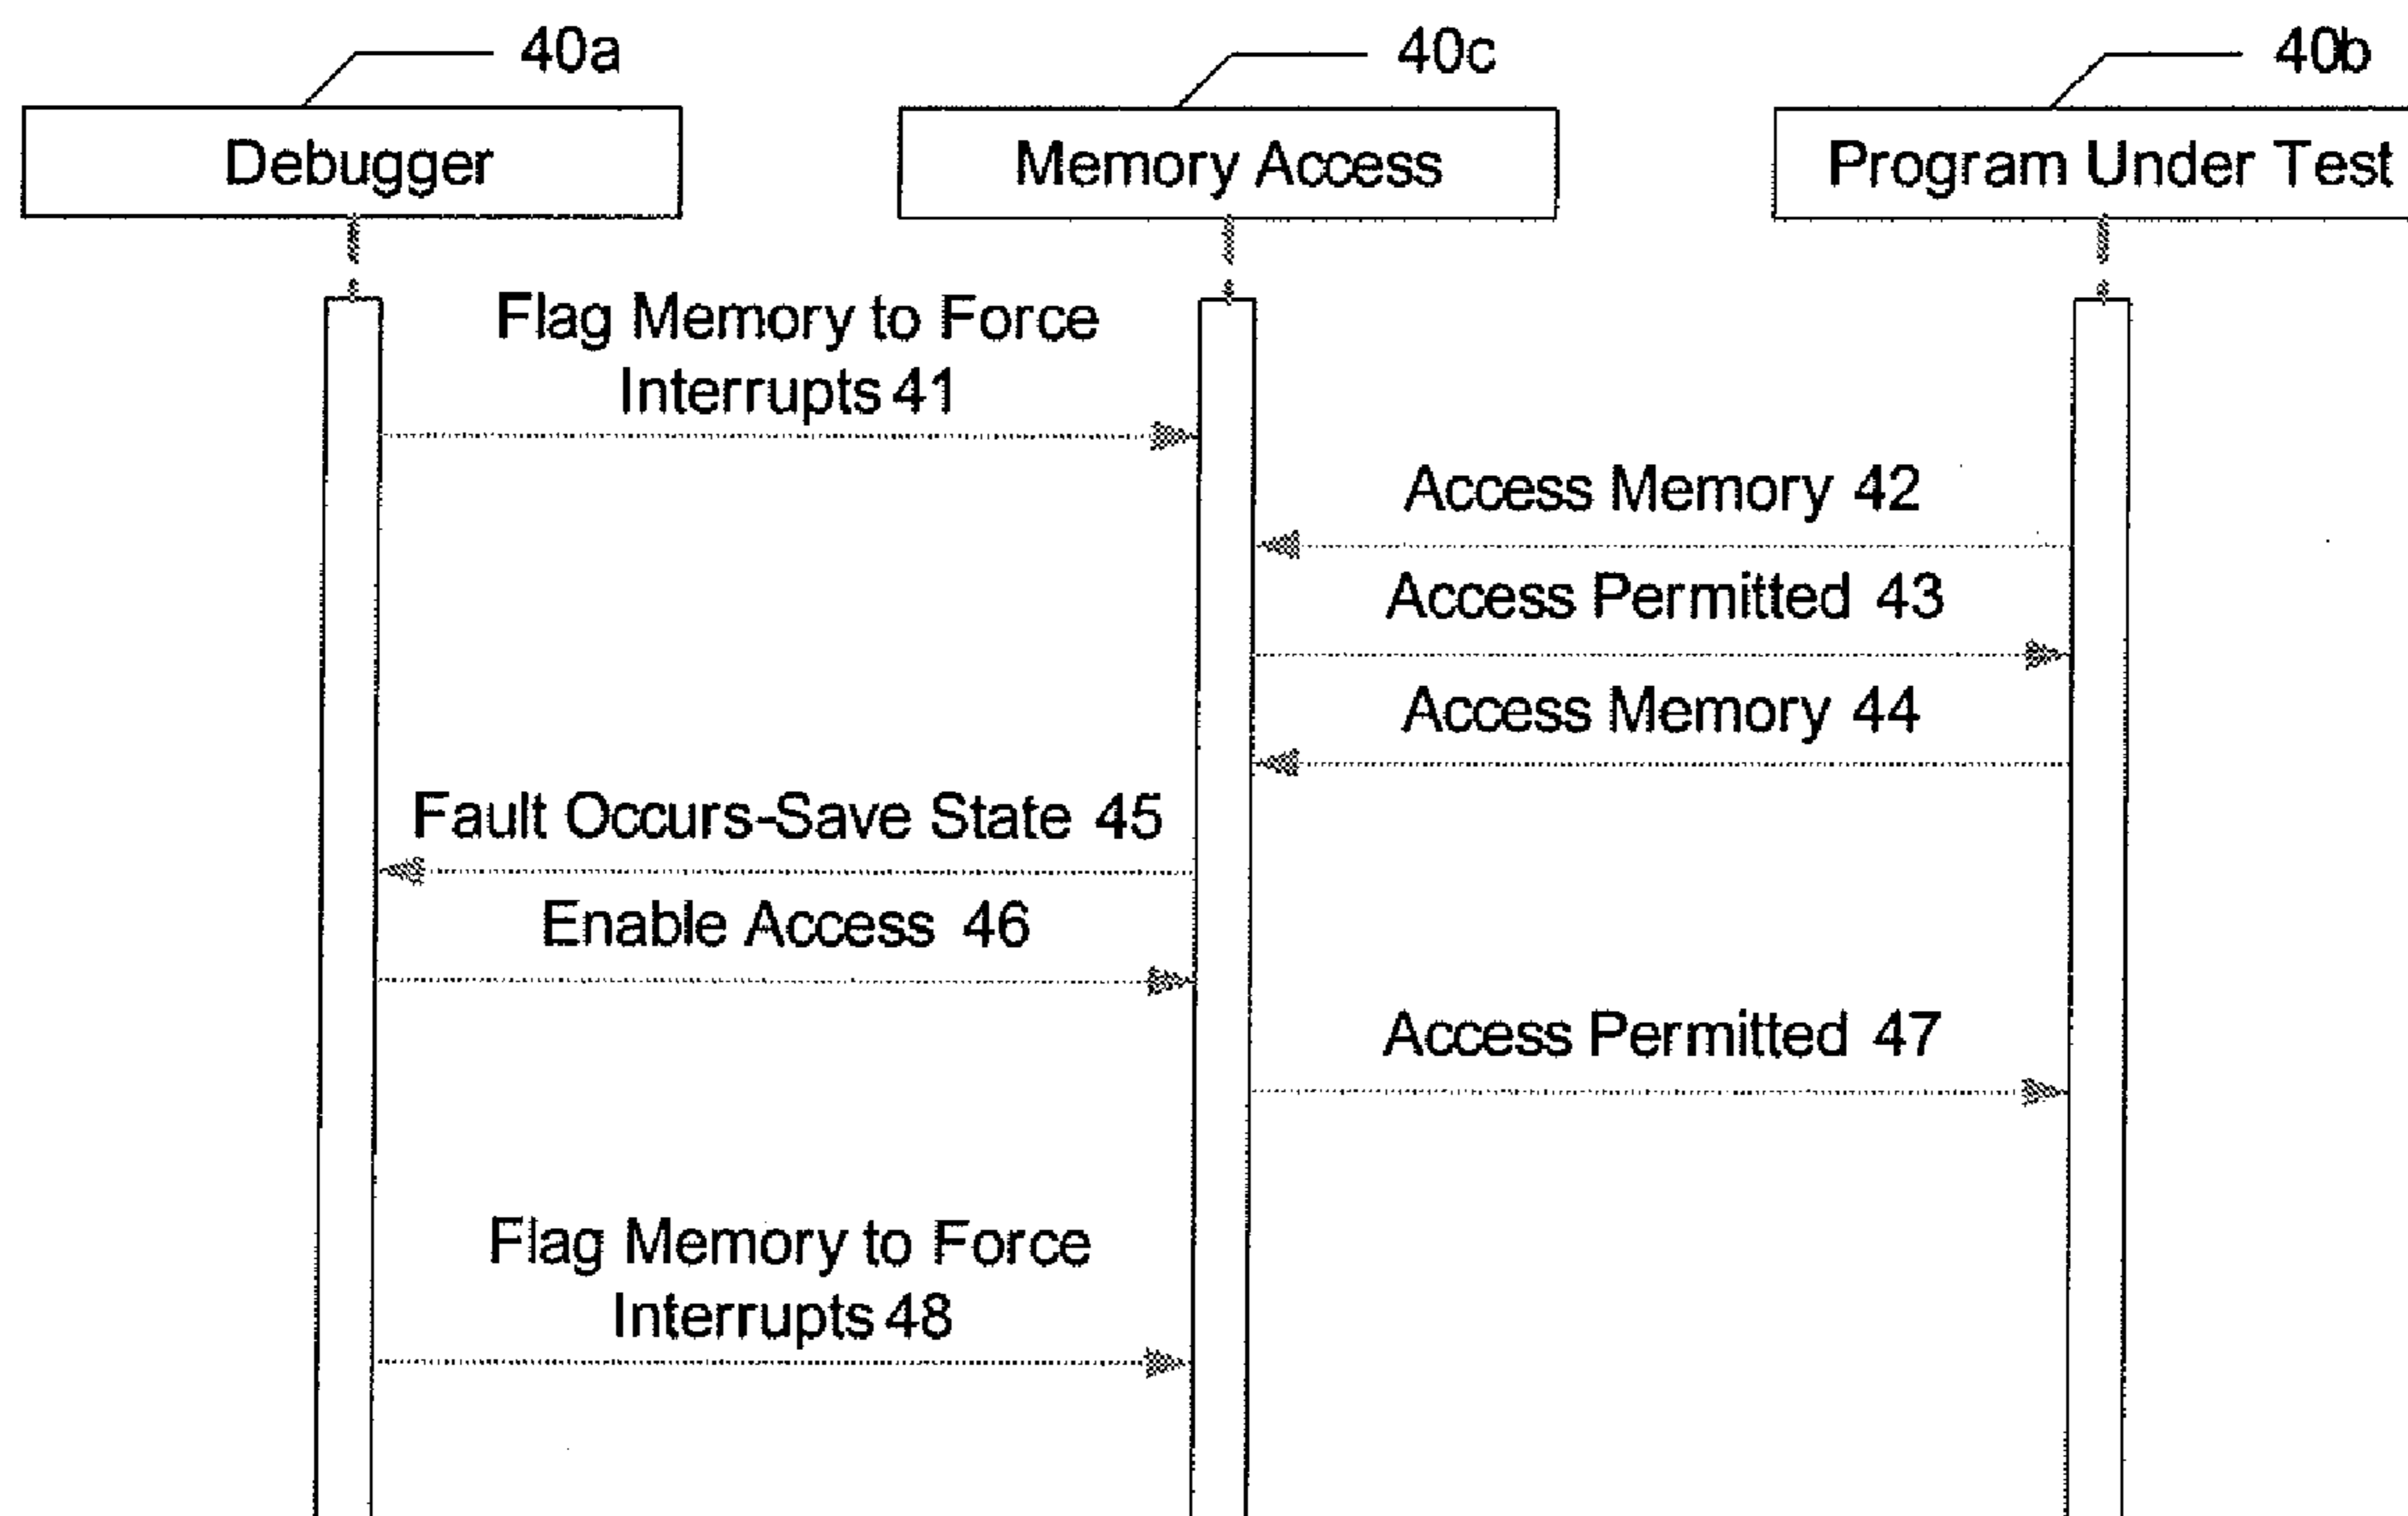 40a
40c
40b
Debugger
Memory Access
Program Under Test
Flag Memory to Force
Interrupts 41
Access Memory 42
Access Permitted 43
Access Memory 44
Fault Occurs-Save State 45
Enable Access 46
Access Permitted 47
Flag Memory to Force
Interrupts 48